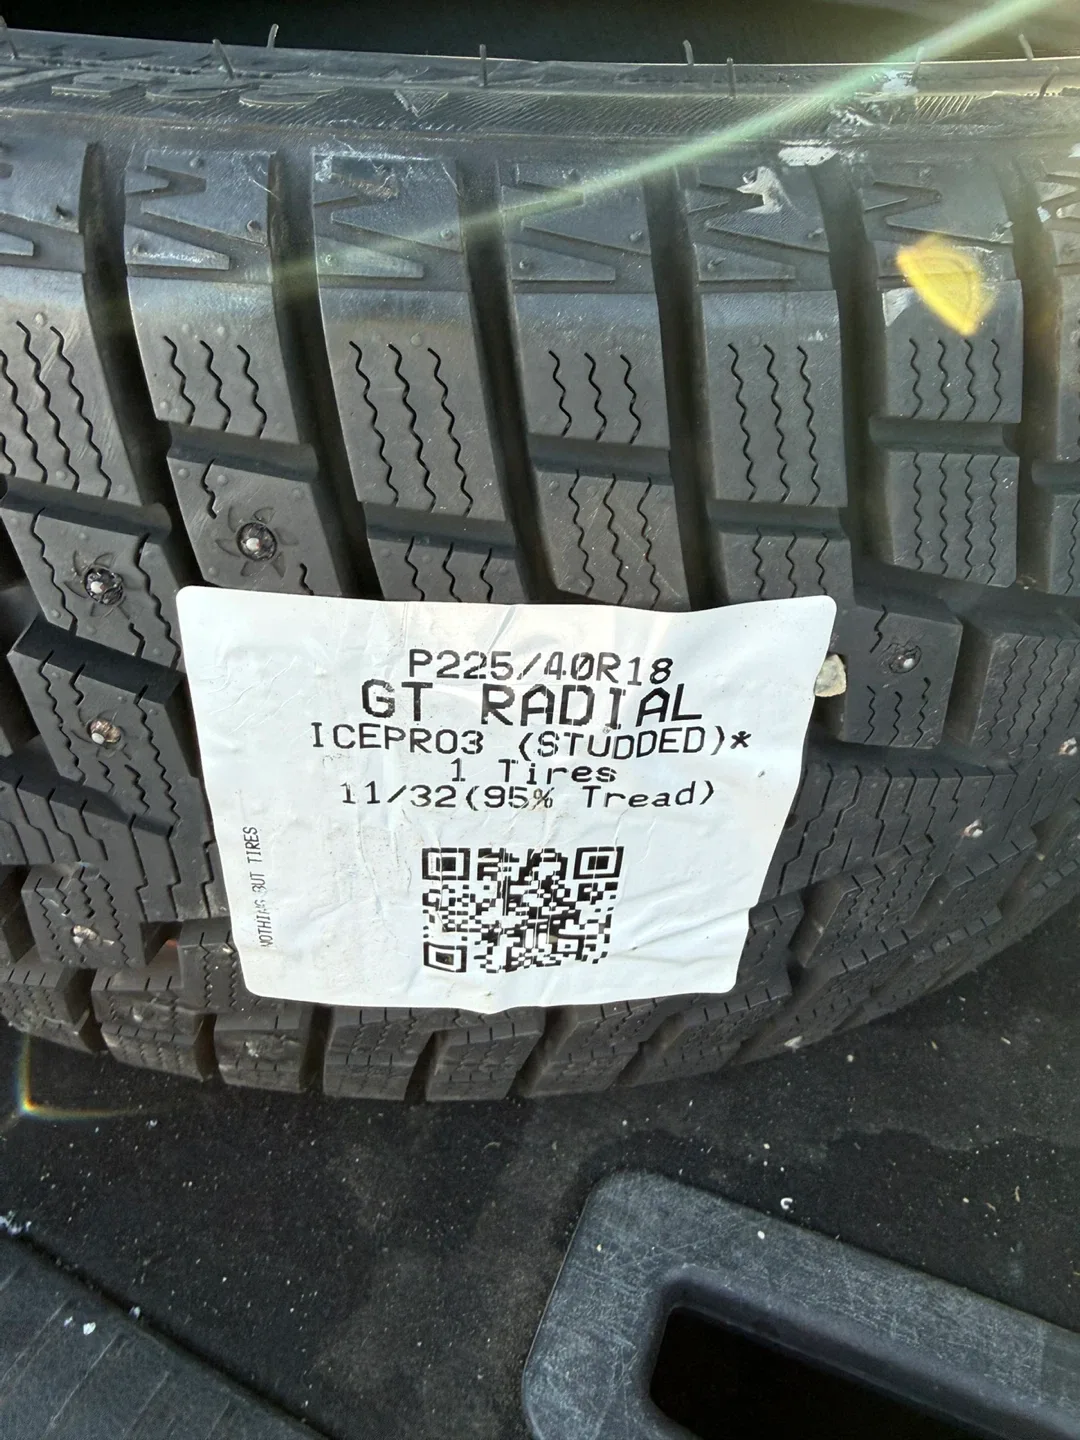 P225/40R18
GT RADIAL
ICEPRO3 (STUDDED)*
1 Tires
11/32(95% Tread)
NOTHING BUT TIRES